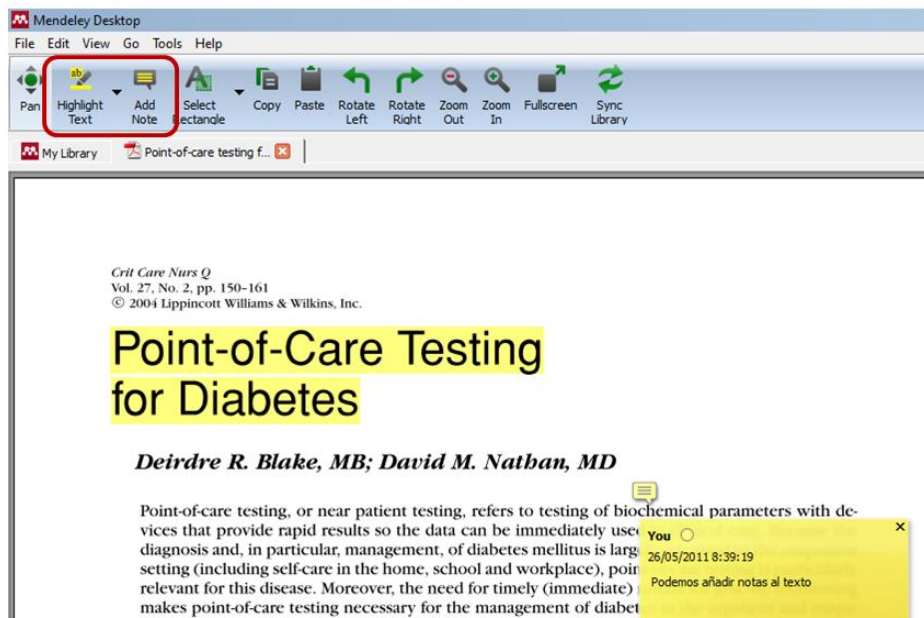 Mendeley Desktop
File Edit View Go Tools Help
Pan Highlight Text Add Note Select Rectangle Copy Paste Rotate Left Rotate Right Zoom Out Zoom In Fullscreen Sync Library
My Library Point-of-care testing f...
Crit Care Nurs Q
Vol. 27, No. 2, pp. 150–161
© 2004 Lippincott Williams & Wilkins, Inc.
Point-of-Care Testing
for Diabetes
Deirdre R. Blake, MB; David M. Nathan, MD
Point-of-care testing, or near patient testing, refers to testing of biochemical parameters with de-
vices that provide rapid results so the data can be immediately
diagnosis and, in particular, management, of diabetes mellitus is
setting (including self-care in the home, school and workplace),
relevant for this disease. Moreover, the need for timely (immediate)
makes point-of-care testing necessary for the management of
You
26/05/2011 8:39:19
Podemos añadir notas al texto